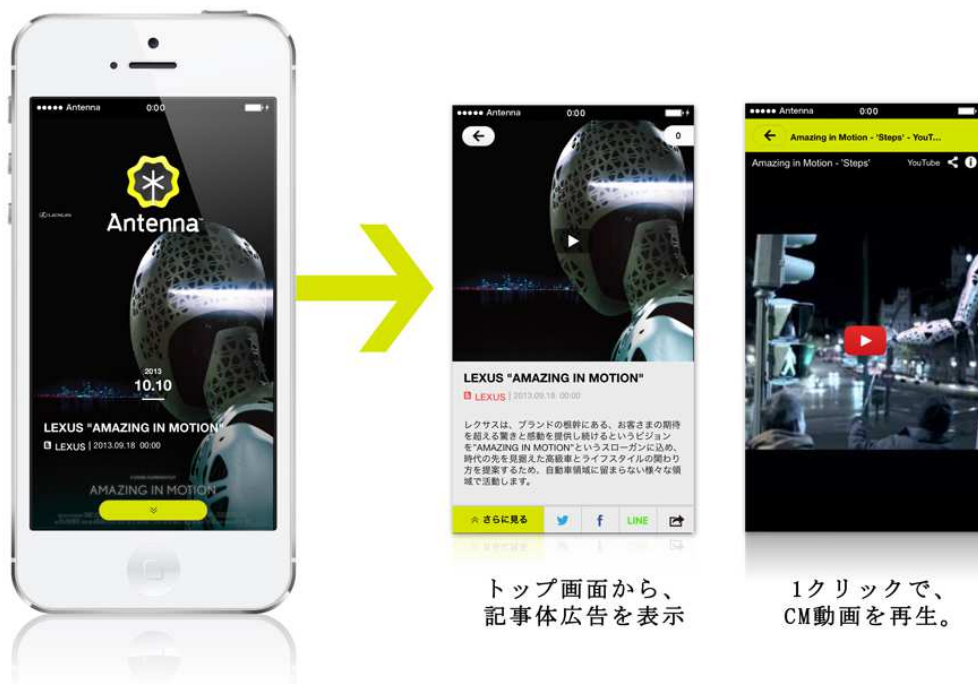 Antenna 0:00
LEXUS
Antenna
2013
10.10
LEXUS "AMAZING IN MOTION"
LEXUS | 2013.09.18 00:00
AMAZING IN MOTION
Antenna 0:00
0
LEXUS "AMAZING IN MOTION"
LEXUS | 2013.09.18 00:00
レクサスは、ブランドの根幹にある、お客さまの期待
を超える驚きと感動を提供し続けるというビジョン
を"AMAZING IN MOTION"というスローガンに込め、
時代の先を見据えた高級車とライフスタイルの関わり
方を提案するため、自動車領域に留まらない様々な領
域で活動します。
さらに見る
LINE
トップ画面から、
記事体広告を表示
Antenna 0:00
Amazing in Motion - 'Steps' - YouT...
Amazing in Motion - 'Steps' YouTube
1クリックで、
CM動画を再生。